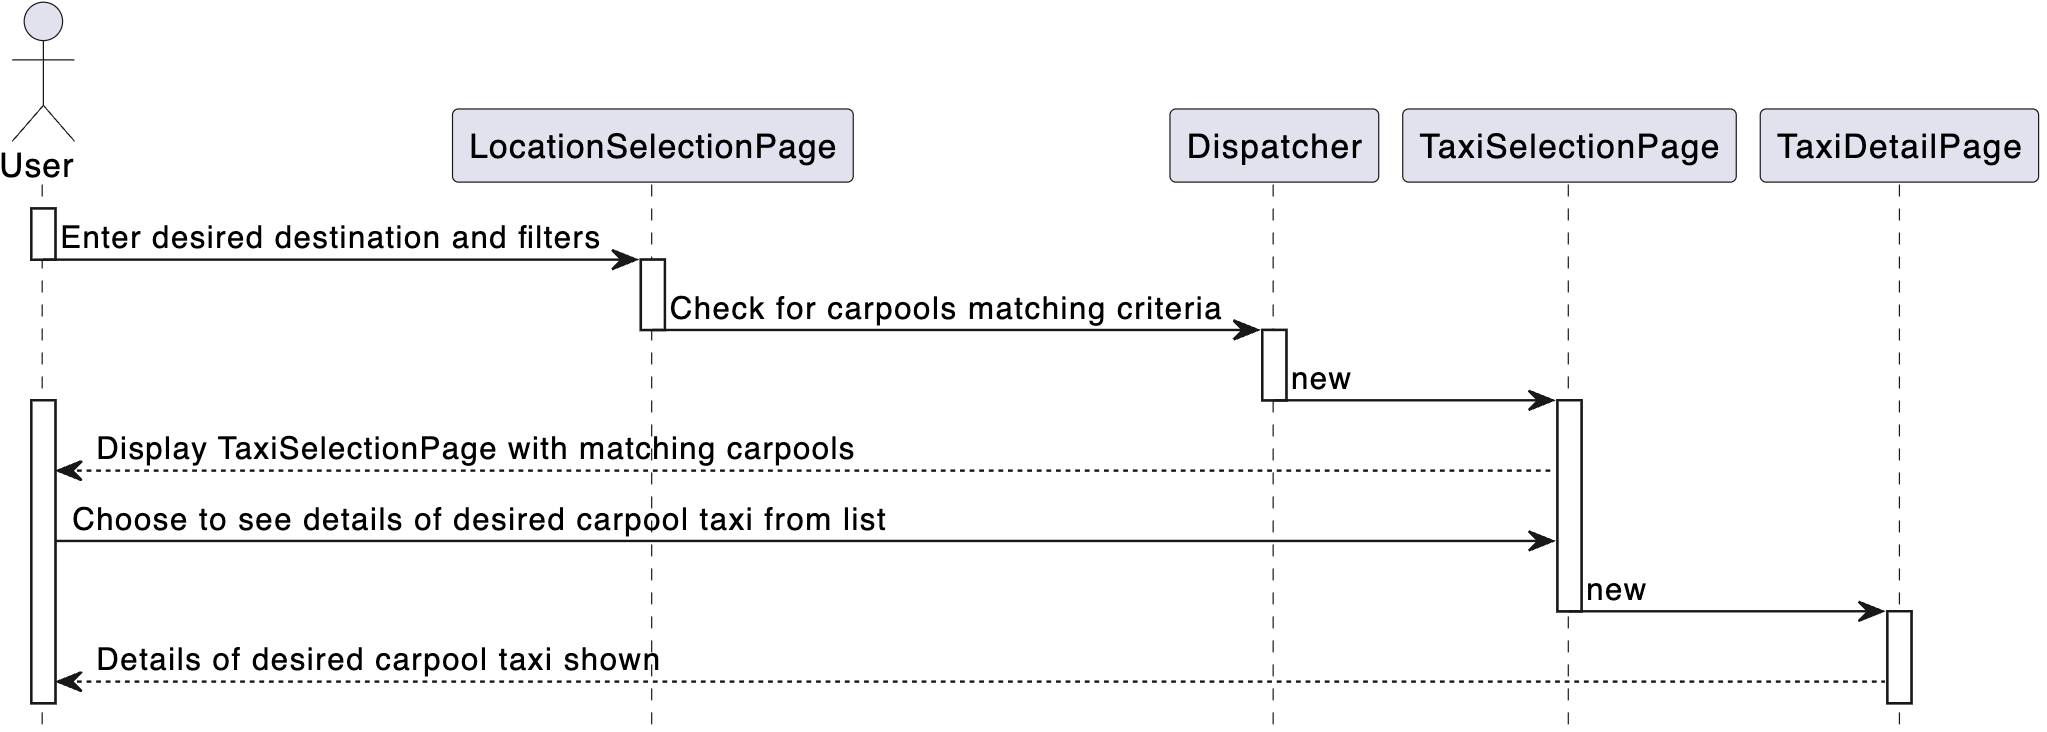 User
LocationSelectionPage
Dispatcher
TaxiSelectionPage
TaxiDetailPage
Enter desired destination and filters
Check for carpools matching criteria
new
Display TaxiSelectionPage with matching carpools
Choose to see details of desired carpool taxi from list
new
Details of desired carpool taxi shown